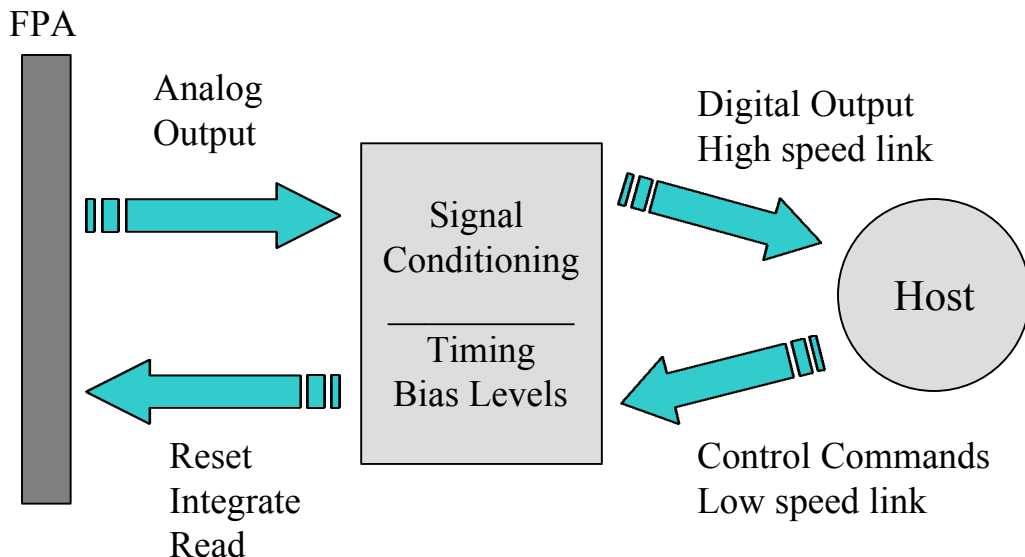 FPA
Analog
Output
Digital Output
High speed link
Signal
Conditioning
Timing
Bias Levels
Host
Reset
Integrate
Read
Control Commands
Low speed link